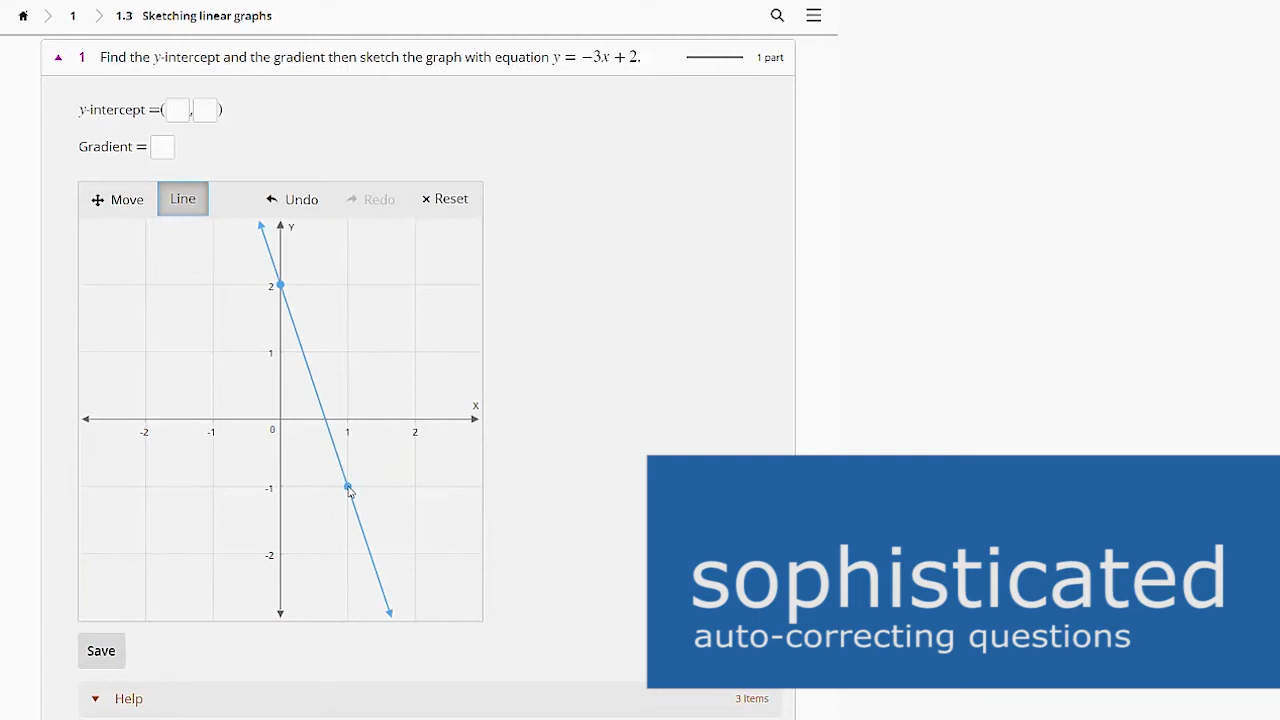 1 1.3 Sketching linear graphs
1 Find the y-intercept and the gradient then sketch the graph with equation y = −3x + 2. 1 part
y-intercept =( , )
Gradient =
Move Line Undo Redo × Reset
Y
2
1
X
-2 -1 0 1 2
-1
-2
Save
Help 3 Items
sophisticated
auto-correcting questions